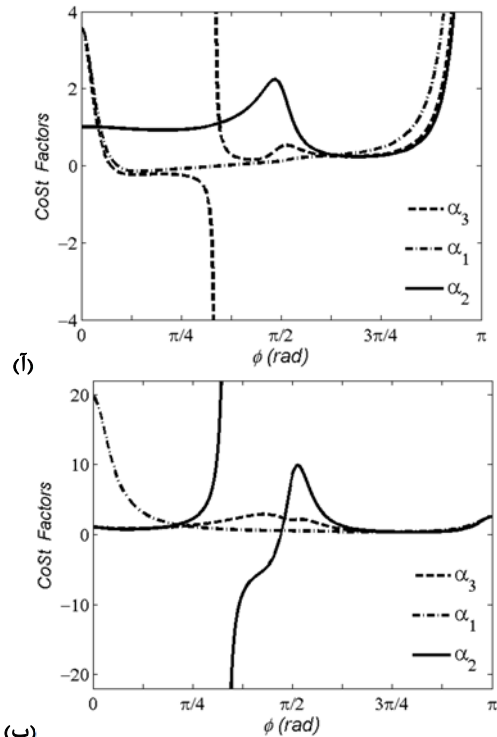 4
2
0
−2
−4
CoSt Factors
0
π/4
π/2
3π/4
π
ϕ (rad)
α3
α1
α2
(آ)
20
10
0
−10
−20
CoSt Factors
0
π/4
π/2
3π/4
π
ϕ (rad)
α3
α1
α2